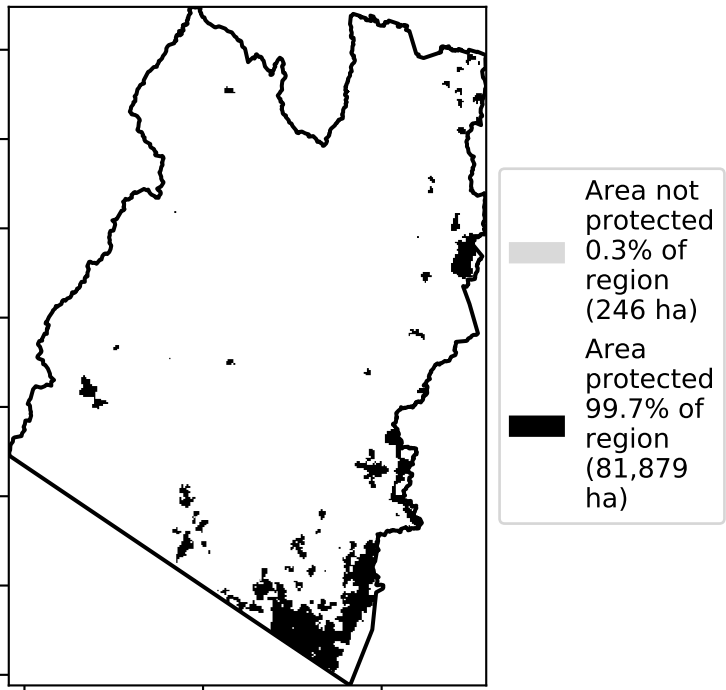 Area not
protected
0.3% of
region
(246 ha)
Area
protected
99.7% of
region
(81,879
ha)